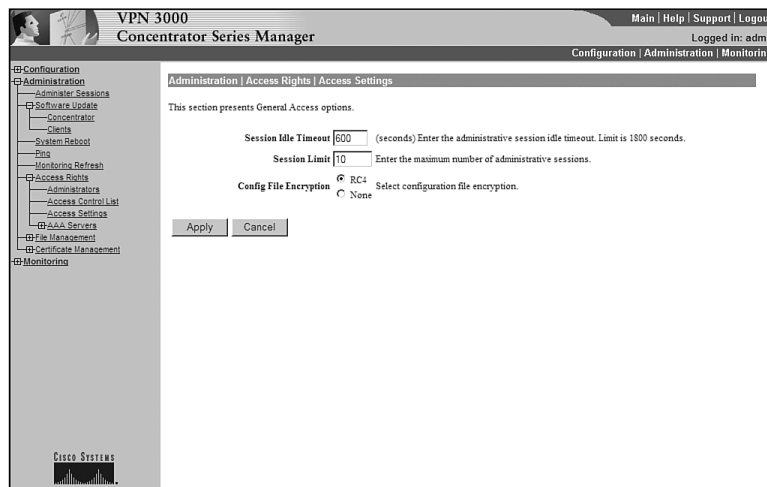 VPN 3000
Concentrator Series Manager
Main | Help | Support | Logou
Logged in: adm
Configuration | Administration | Monitorin
Configuration
Administration
Administer Sessions
Software Update
Concentrator
Clients
System Reboot
Ping
Monitoring Refresh
Access Rights
Administrators
Access Control List
Access Settings
AAA Servers
File Management
Certificate Management
Monitoring
Administration | Access Rights | Access Settings
This section presents General Access options.
Session Idle Timeout 600 (seconds) Enter the administrative session idle timeout. Limit is 1800 seconds.
Session Limit 10 Enter the maximum number of administrative sessions.
Config File Encryption RC4 Select configuration file encryption.
None
Apply Cancel
CISCO SYSTEMS